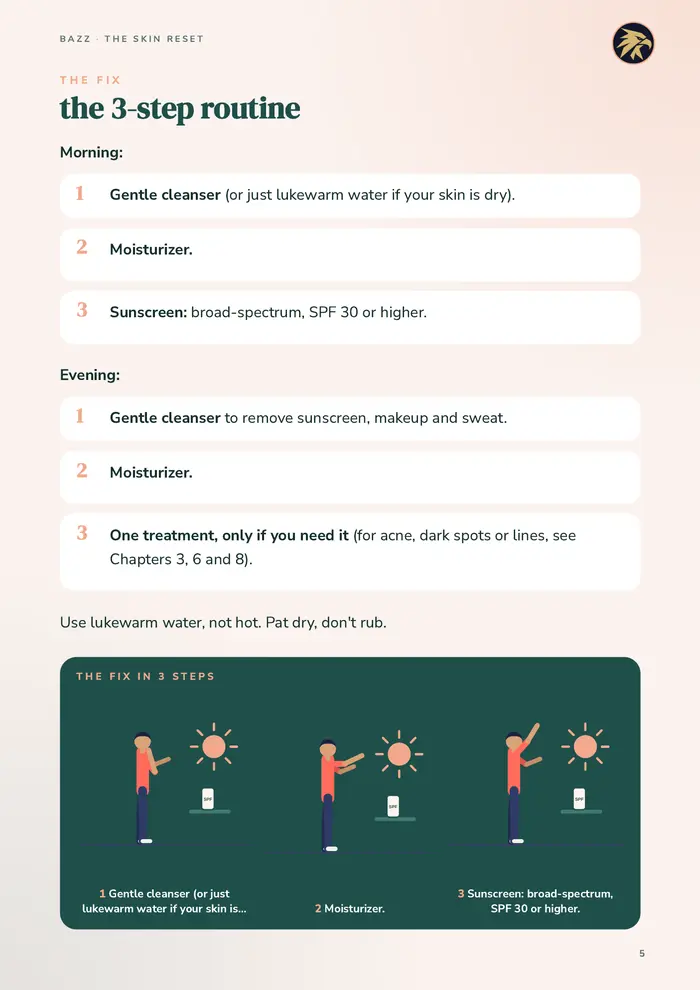 BAZZ · THE SKIN RESET
THE FIX
the 3-step routine
Morning:
1 Gentle cleanser (or just lukewarm water if your skin is dry).
2 Moisturizer.
3 Sunscreen: broad-spectrum, SPF 30 or higher.
Evening:
1 Gentle cleanser to remove sunscreen, makeup and sweat.
2 Moisturizer.
3 One treatment, only if you need it (for acne, dark spots or lines, see
Chapters 3, 6 and 8).
Use lukewarm water, not hot. Pat dry, don't rub.
THE FIX IN 3 STEPS
SPF
SPF
SPF
1 Gentle cleanser (or just
lukewarm water if your skin is...
2 Moisturizer.
3 Sunscreen: broad-spectrum,
SPF 30 or higher.
5